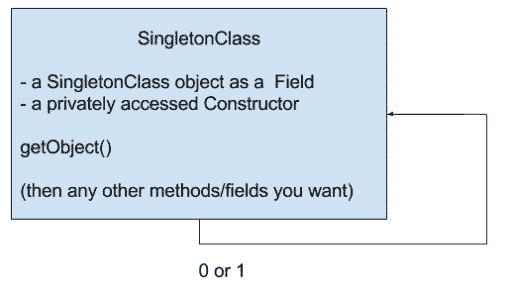 SingletonClass
- a SingletonClass object as a Field
- a privately accessed Constructor
getObject()
(then any other methods/fields you want)
0 or 1